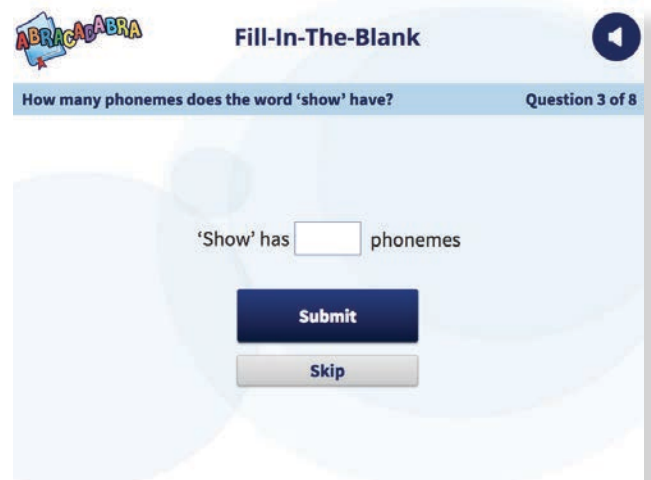 ABRACADABRA
Fill-In-The-Blank
How many phonemes does the word ‘show’ have? Question 3 of 8
‘Show’ has phonemes
Submit
Skip